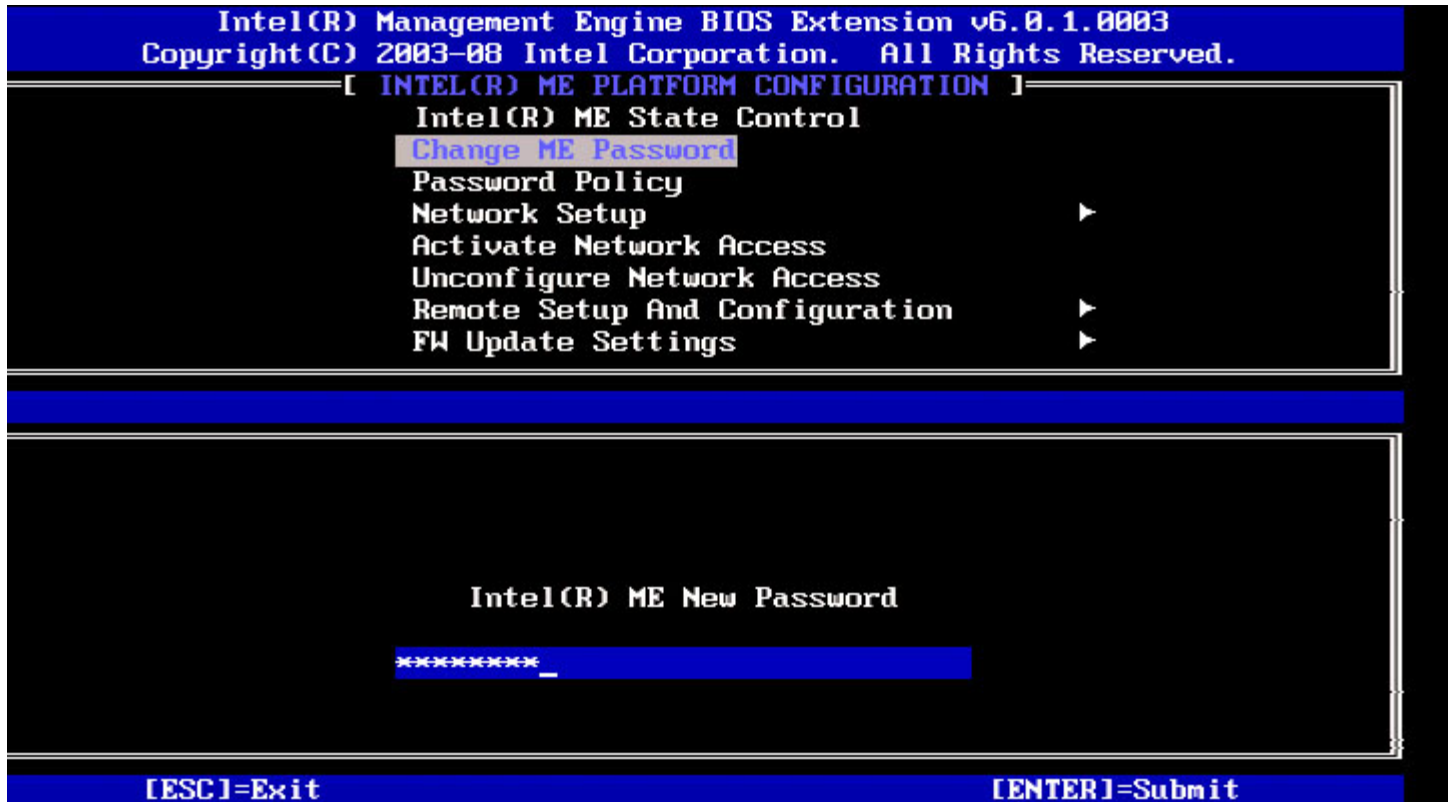 Intel(R) Management Engine BIOS Extension v6.0.1.0003
Copyright(C) 2003-08 Intel Corporation. All Rights Reserved.
[ INTEL(R) ME PLATFORM CONFIGURATION ]
Intel(R) ME State Control
Change ME Password
Password Policy
Network Setup ►
Activate Network Access
Unconfigure Network Access
Remote Setup And Configuration ►
FW Update Settings ►
Intel(R) ME New Password
********_
[ESC]=Exit [ENTER]=Submit